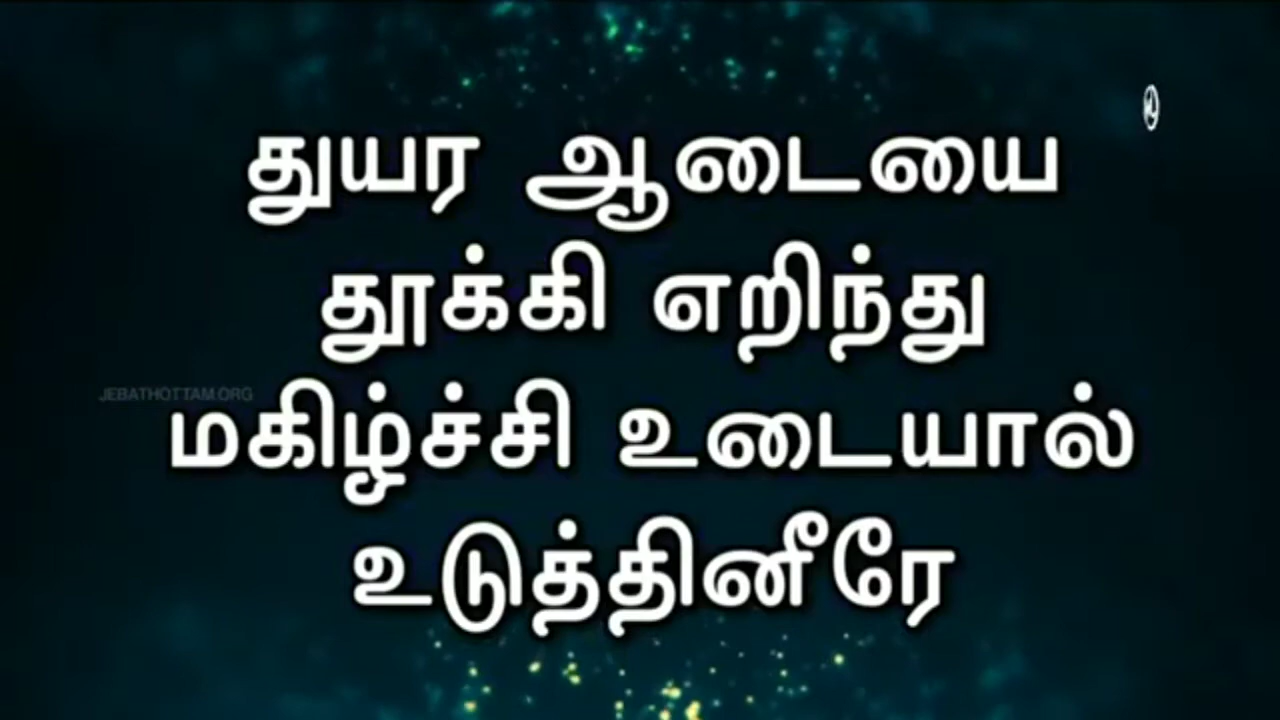 துயர ஆடையை
தூக்கி எறிந்து
JEBATHOTTAM.ORG
மகிழ்ச்சி உடையால்
உடுத்தினீரே